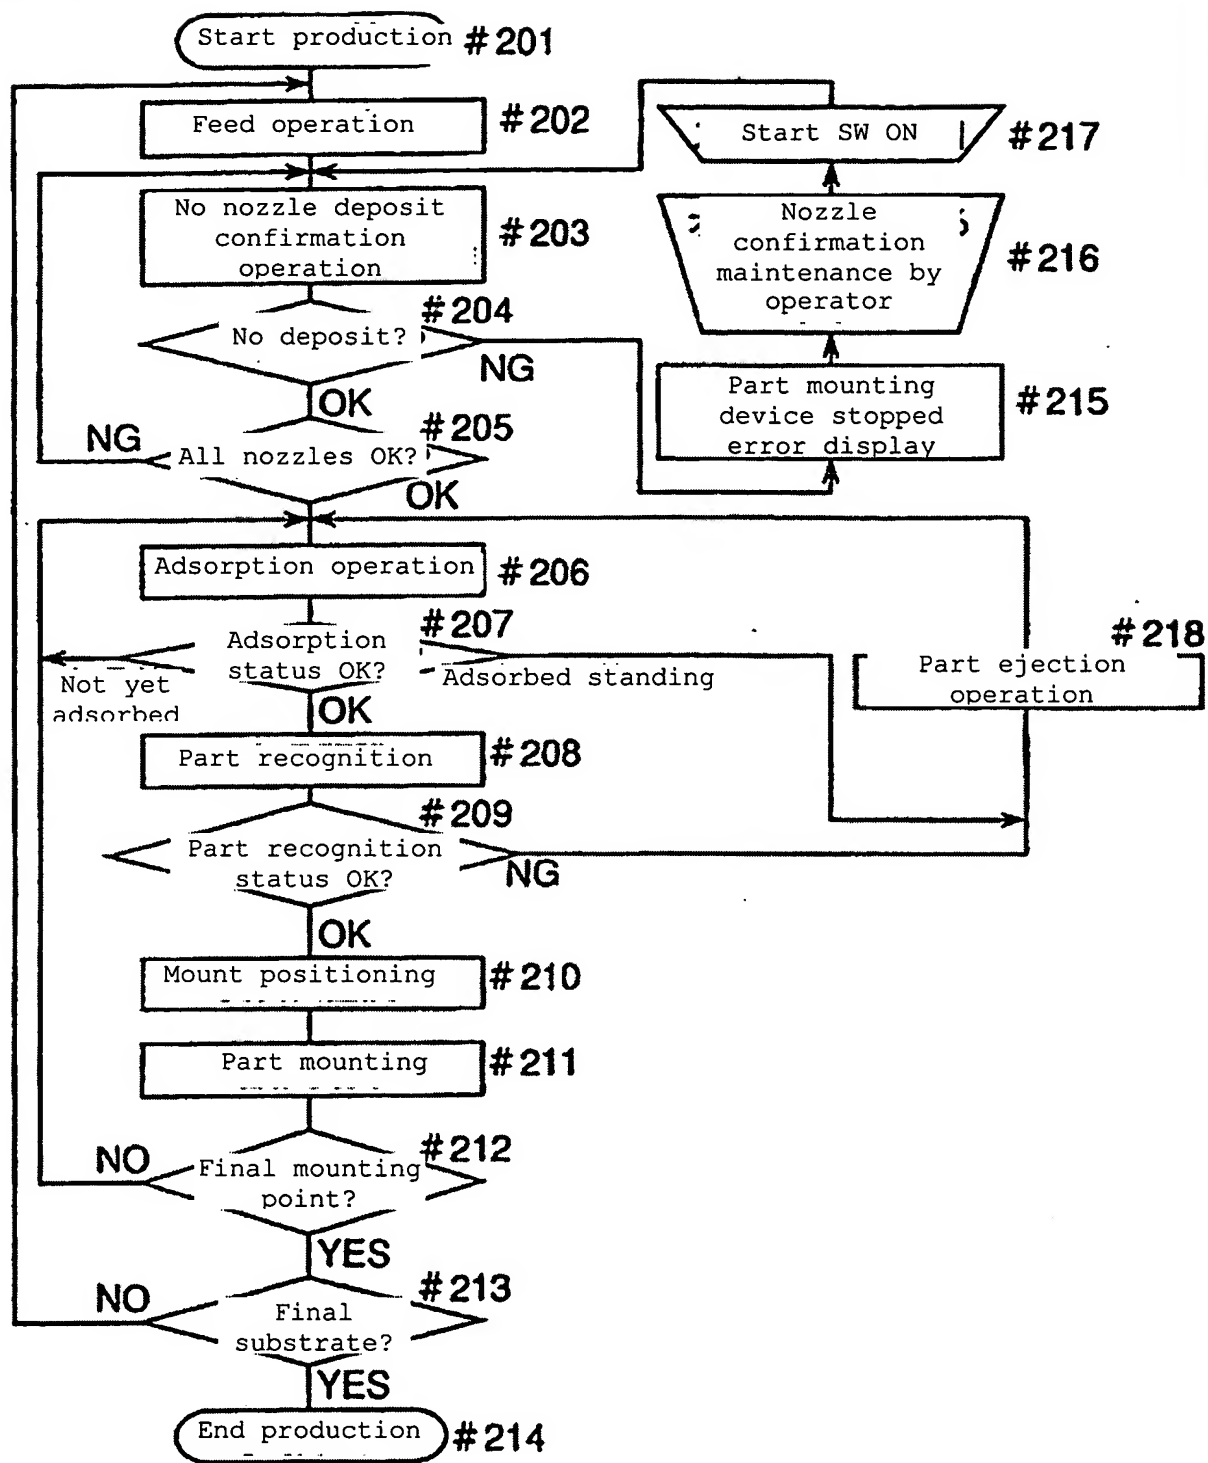 Start production #201
Feed operation #202
No nozzle deposit
confirmation
operation
#203
#204
No deposit?
NG
OK
#205
NG
All nozzles OK?
OK
Start SW ON #217
Nozzle
confirmation
maintenance by
operator
#216
Part mounting
device stopped
error display
#215
Adsorption operation #206
#207
Adsorption
status OK?
Not yet
adsorbed
Adsorbed standing
OK
#218
Part ejection
operation
Part recognition #208
#209
Part recognition
status OK?
NG
OK
Mount positioning #210
Part mounting #211
#212
NO
Final mounting
point?
YES
#213
NO
Final
substrate?
YES
End production #214